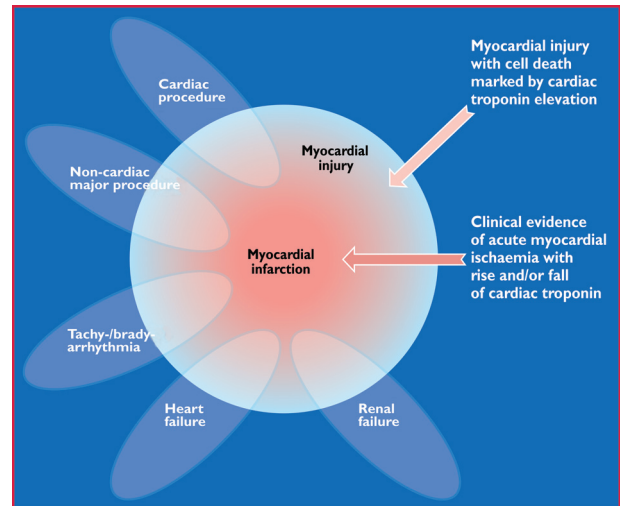 Cardiac
procedure
Non-cardiac
major procedure
Tachy-/brady-
arrhythmia
Heart
failure
Renal
failure
Myocardial
injury
Myocardial
infarction
Myocardial injury
with cell death
marked by cardiac
troponin elevation
Clinical evidence
of acute myocardial
ischaemia with
rise and/or fall
of cardiac troponin